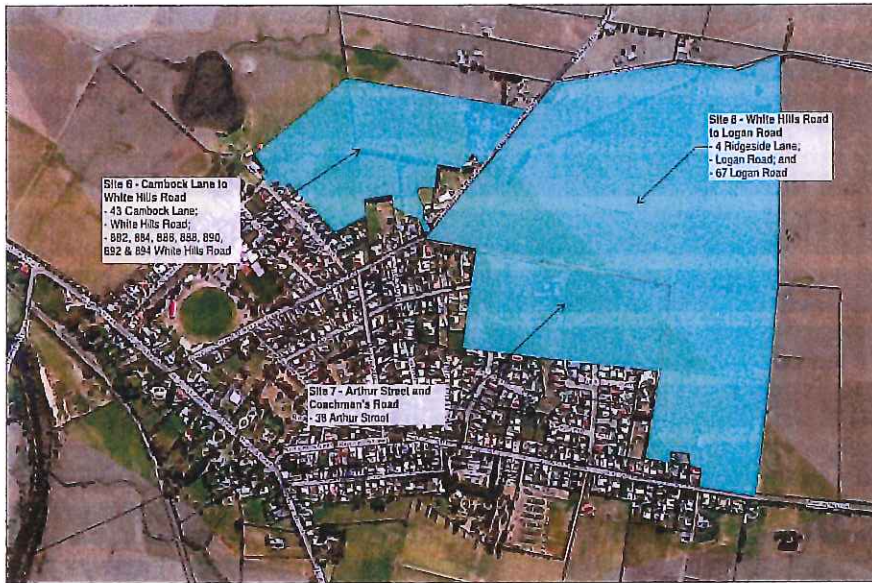 Site 8 - White Hills Road
to Logan Road
- 4 Ridgeside Lane;
- Logan Road; and
- 67 Logan Road
Site 6 - Cambock Lane to
White Hills Road
- 43 Cambock Lane;
- White Hills Road;
- 882, 884, 886, 888, 890,
892 & 894 White Hills Road
Site 7 - Arthur Street and
Coachman's Road
- 38 Arthur Street